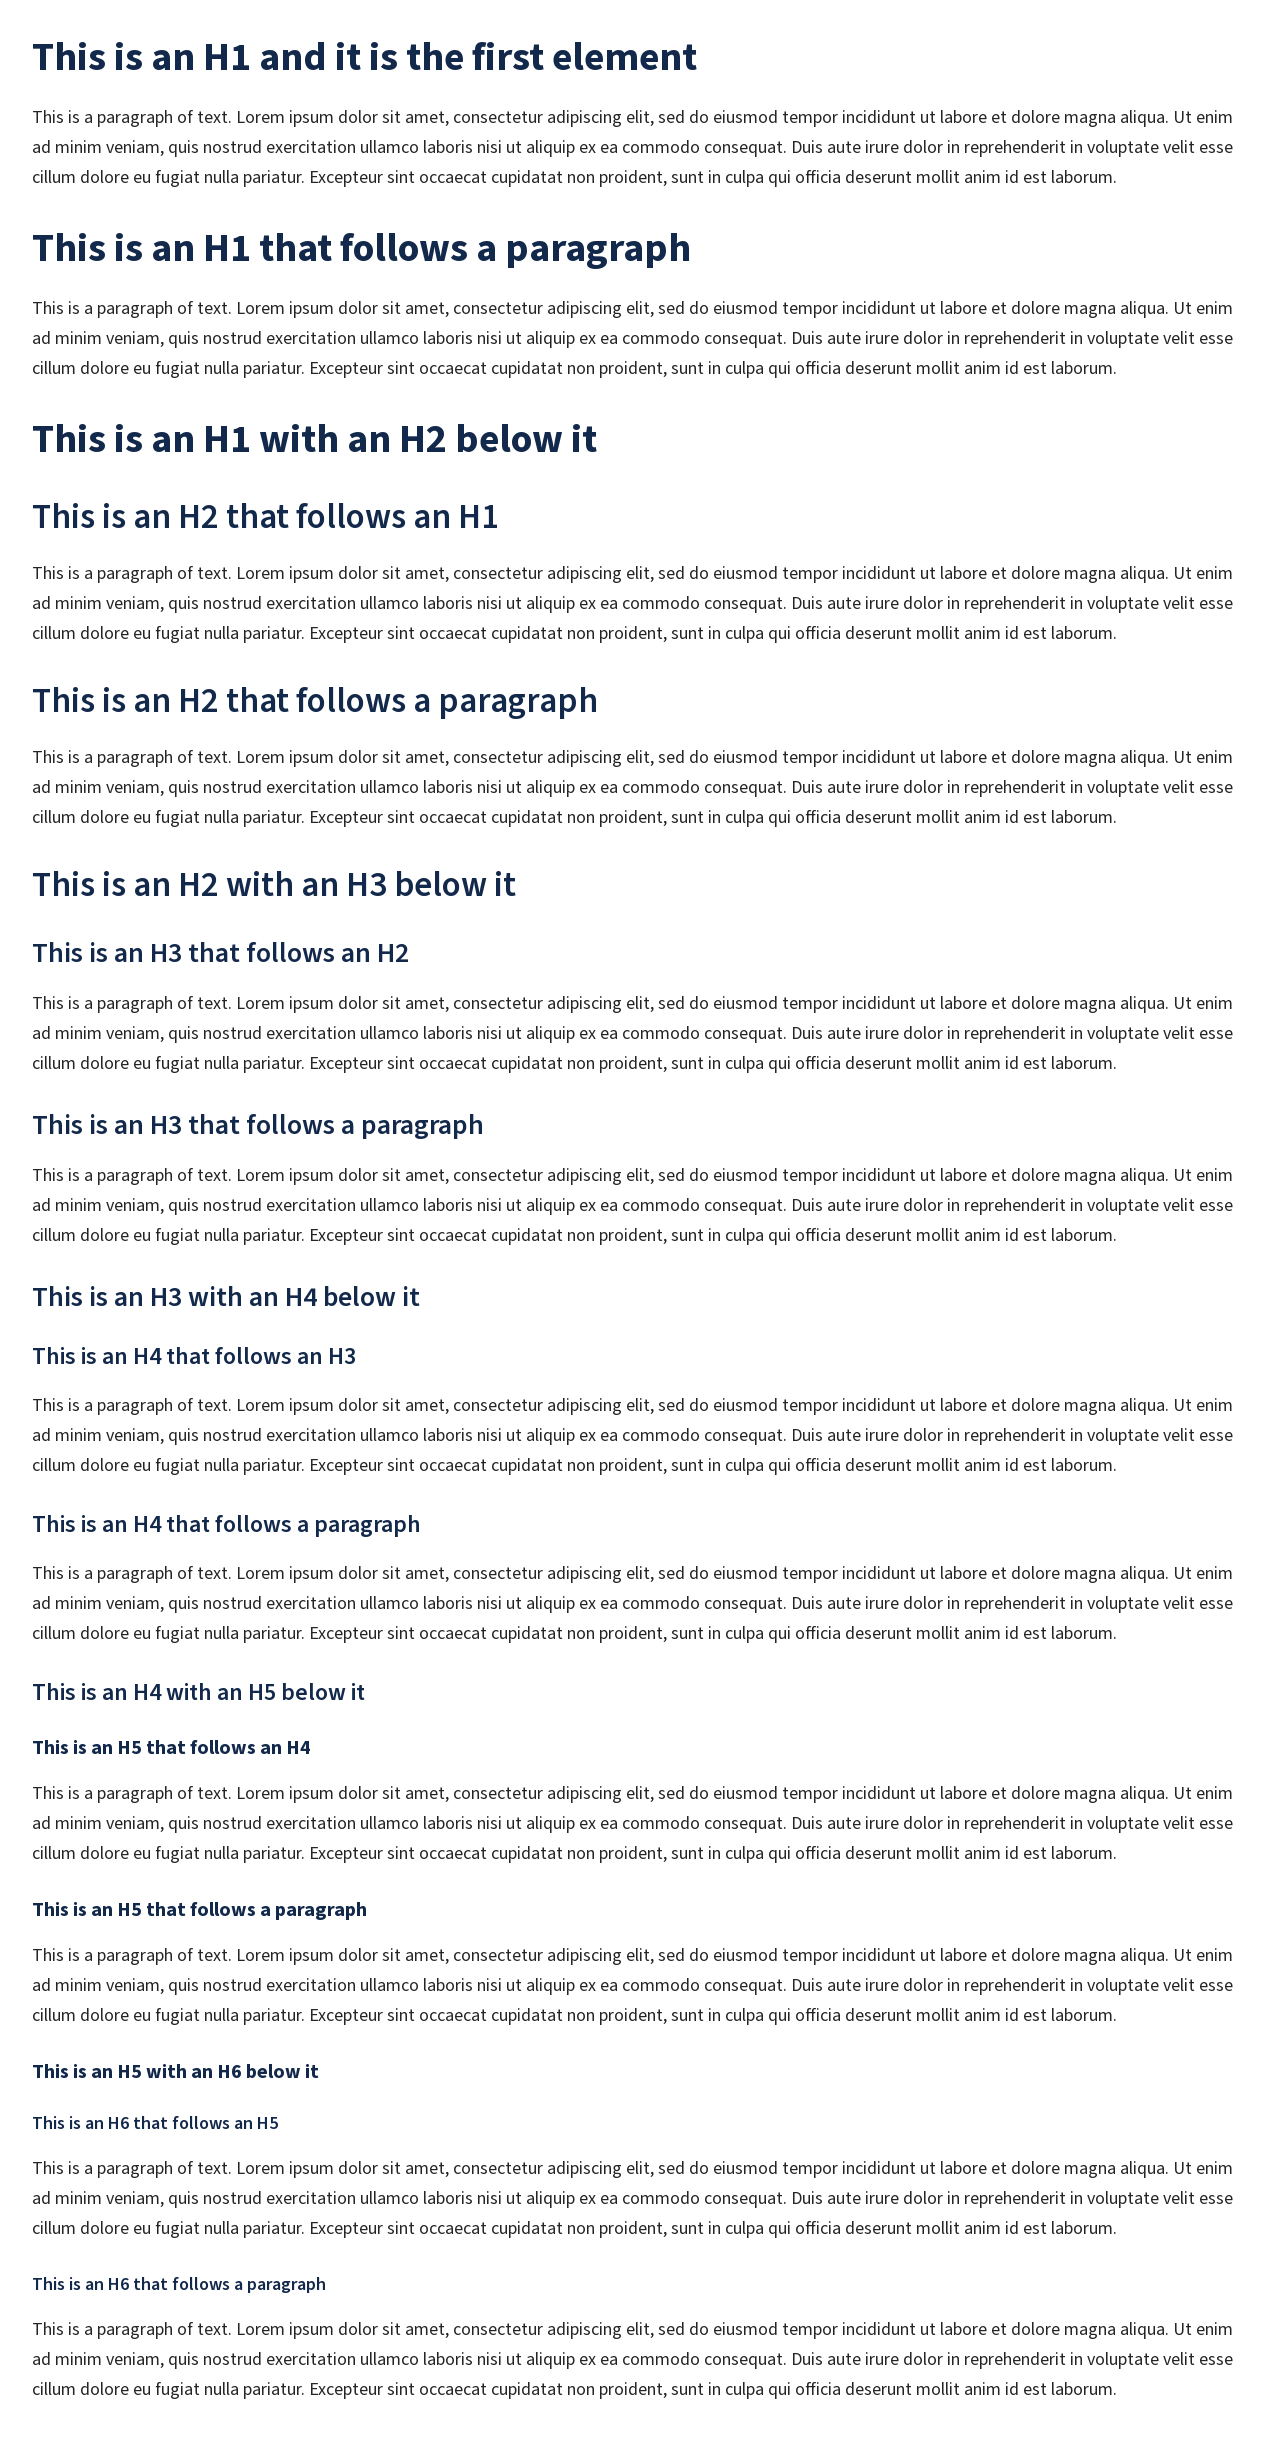 This is an H1 and it is the first element
This is a paragraph of text. Lorem ipsum dolor sit amet, consectetur adipiscing elit, sed do eiusmod tempor incididunt ut labore et dolore magna aliqua. Ut enim
ad minim veniam, quis nostrud exercitation ullamco laboris nisi ut aliquip ex ea commodo consequat. Duis aute irure dolor in reprehenderit in voluptate velit esse
cillum dolore eu fugiat nulla pariatur. Excepteur sint occaecat cupidatat non proident, sunt in culpa qui officia deserunt mollit anim id est laborum.
This is an H1 that follows a paragraph
This is a paragraph of text. Lorem ipsum dolor sit amet, consectetur adipiscing elit, sed do eiusmod tempor incididunt ut labore et dolore magna aliqua. Ut enim
ad minim veniam, quis nostrud exercitation ullamco laboris nisi ut aliquip ex ea commodo consequat. Duis aute irure dolor in reprehenderit in voluptate velit esse
cillum dolore eu fugiat nulla pariatur. Excepteur sint occaecat cupidatat non proident, sunt in culpa qui officia deserunt mollit anim id est laborum.
This is an H1 with an H2 below it
This is an H2 that follows an H1
This is a paragraph of text. Lorem ipsum dolor sit amet, consectetur adipiscing elit, sed do eiusmod tempor incididunt ut labore et dolore magna aliqua. Ut enim
ad minim veniam, quis nostrud exercitation ullamco laboris nisi ut aliquip ex ea commodo consequat. Duis aute irure dolor in reprehenderit in voluptate velit esse
cillum dolore eu fugiat nulla pariatur. Excepteur sint occaecat cupidatat non proident, sunt in culpa qui officia deserunt mollit anim id est laborum.
This is an H2 that follows a paragraph
This is a paragraph of text. Lorem ipsum dolor sit amet, consectetur adipiscing elit, sed do eiusmod tempor incididunt ut labore et dolore magna aliqua. Ut enim
ad minim veniam, quis nostrud exercitation ullamco laboris nisi ut aliquip ex ea commodo consequat. Duis aute irure dolor in reprehenderit in voluptate velit esse
cillum dolore eu fugiat nulla pariatur. Excepteur sint occaecat cupidatat non proident, sunt in culpa qui officia deserunt mollit anim id est laborum.
This is an H2 with an H3 below it
This is an H3 that follows an H2
This is a paragraph of text. Lorem ipsum dolor sit amet, consectetur adipiscing elit, sed do eiusmod tempor incididunt ut labore et dolore magna aliqua. Ut enim
ad minim veniam, quis nostrud exercitation ullamco laboris nisi ut aliquip ex ea commodo consequat. Duis aute irure dolor in reprehenderit in voluptate velit esse
cillum dolore eu fugiat nulla pariatur. Excepteur sint occaecat cupidatat non proident, sunt in culpa qui officia deserunt mollit anim id est laborum.
This is an H3 that follows a paragraph
This is a paragraph of text. Lorem ipsum dolor sit amet, consectetur adipiscing elit, sed do eiusmod tempor incididunt ut labore et dolore magna aliqua. Ut enim
ad minim veniam, quis nostrud exercitation ullamco laboris nisi ut aliquip ex ea commodo consequat. Duis aute irure dolor in reprehenderit in voluptate velit esse
cillum dolore eu fugiat nulla pariatur. Excepteur sint occaecat cupidatat non proident, sunt in culpa qui officia deserunt mollit anim id est laborum.
This is an H3 with an H4 below it
This is an H4 that follows an H3
This is a paragraph of text. Lorem ipsum dolor sit amet, consectetur adipiscing elit, sed do eiusmod tempor incididunt ut labore et dolore magna aliqua. Ut enim
ad minim veniam, quis nostrud exercitation ullamco laboris nisi ut aliquip ex ea commodo consequat. Duis aute irure dolor in reprehenderit in voluptate velit esse
cillum dolore eu fugiat nulla pariatur. Excepteur sint occaecat cupidatat non proident, sunt in culpa qui officia deserunt mollit anim id est laborum.
This is an H4 that follows a paragraph
This is a paragraph of text. Lorem ipsum dolor sit amet, consectetur adipiscing elit, sed do eiusmod tempor incididunt ut labore et dolore magna aliqua. Ut enim
ad minim veniam, quis nostrud exercitation ullamco laboris nisi ut aliquip ex ea commodo consequat. Duis aute irure dolor in reprehenderit in voluptate velit esse
cillum dolore eu fugiat nulla pariatur. Excepteur sint occaecat cupidatat non proident, sunt in culpa qui officia deserunt mollit anim id est laborum.
This is an H4 with an H5 below it
This is an H5 that follows an H4
This is a paragraph of text. Lorem ipsum dolor sit amet, consectetur adipiscing elit, sed do eiusmod tempor incididunt ut labore et dolore magna aliqua. Ut enim
ad minim veniam, quis nostrud exercitation ullamco laboris nisi ut aliquip ex ea commodo consequat. Duis aute irure dolor in reprehenderit in voluptate velit esse
cillum dolore eu fugiat nulla pariatur. Excepteur sint occaecat cupidatat non proident, sunt in culpa qui officia deserunt mollit anim id est laborum.
This is an H5 that follows a paragraph
This is a paragraph of text. Lorem ipsum dolor sit amet, consectetur adipiscing elit, sed do eiusmod tempor incididunt ut labore et dolore magna aliqua. Ut enim
ad minim veniam, quis nostrud exercitation ullamco laboris nisi ut aliquip ex ea commodo consequat. Duis aute irure dolor in reprehenderit in voluptate velit esse
cillum dolore eu fugiat nulla pariatur. Excepteur sint occaecat cupidatat non proident, sunt in culpa qui officia deserunt mollit anim id est laborum.
This is an H5 with an H6 below it
This is an H6 that follows an H5
This is a paragraph of text. Lorem ipsum dolor sit amet, consectetur adipiscing elit, sed do eiusmod tempor incididunt ut labore et dolore magna aliqua. Ut enim
ad minim veniam, quis nostrud exercitation ullamco laboris nisi ut aliquip ex ea commodo consequat. Duis aute irure dolor in reprehenderit in voluptate velit esse
cillum dolore eu fugiat nulla pariatur. Excepteur sint occaecat cupidatat non proident, sunt in culpa qui officia deserunt mollit anim id est laborum.
This is an H6 that follows a paragraph
This is a paragraph of text. Lorem ipsum dolor sit amet, consectetur adipiscing elit, sed do eiusmod tempor incididunt ut labore et dolore magna aliqua. Ut enim
ad minim veniam, quis nostrud exercitation ullamco laboris nisi ut aliquip ex ea commodo consequat. Duis aute irure dolor in reprehenderit in voluptate velit esse
cillum dolore eu fugiat nulla pariatur. Excepteur sint occaecat cupidatat non proident, sunt in culpa qui officia deserunt mollit anim id est laborum.